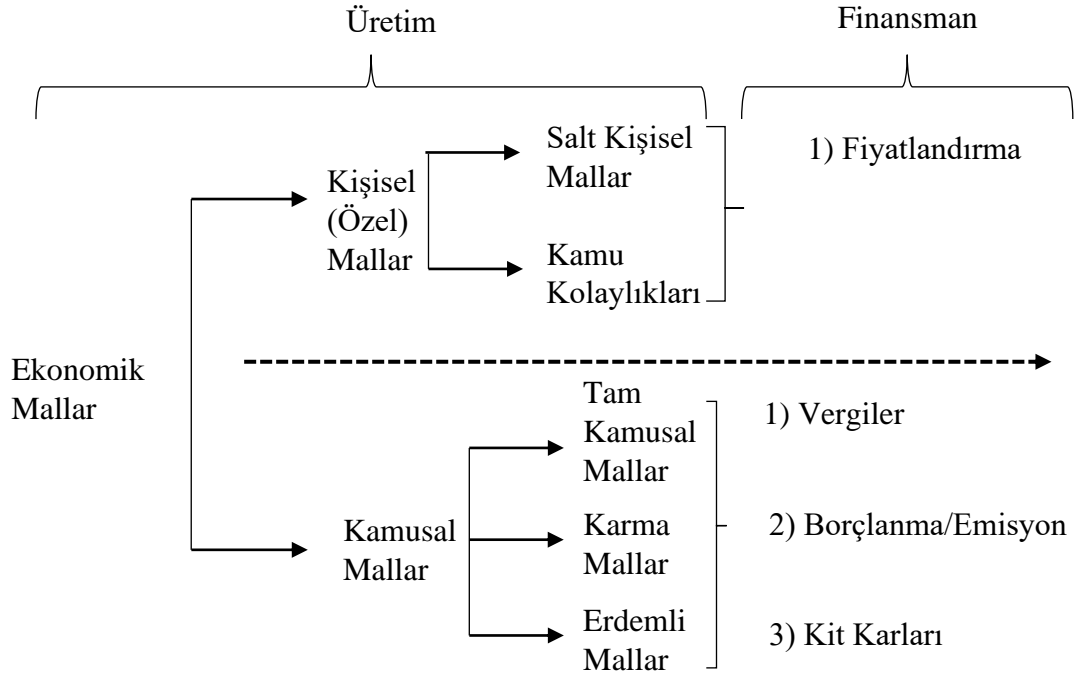 Üretim
Finansman
Salt Kişisel
Mallar
1) Fiyatlandırma
Kişisel
(Özel)
Mallar
Kamu
Kolaylıkları
Ekonomik
Mallar
Tam
Kamusal
Mallar
1) Vergiler
Kamusal
Mallar
Karma
Mallar
2) Borçlanma/Emisyon
Erdemli
Mallar
3) Kit Karları